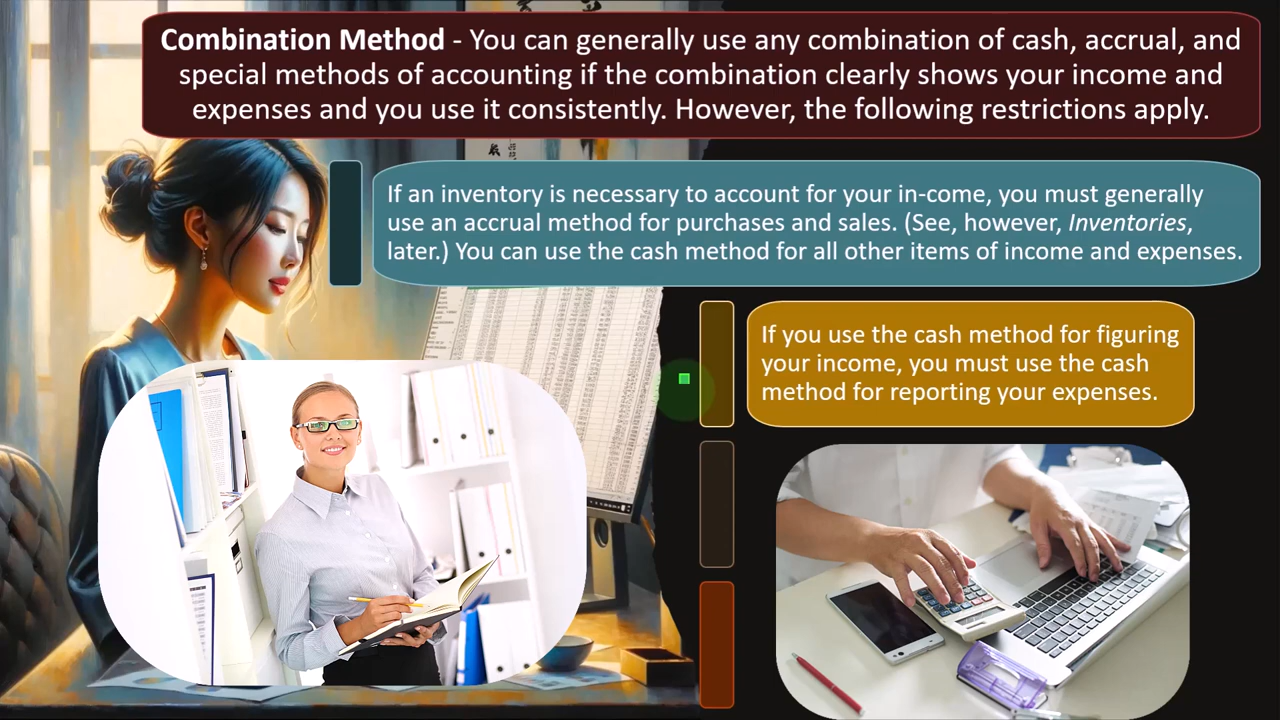 Combination Method - You can generally use any combination of cash, accrual, and
special methods of accounting if the combination clearly shows your income and
expenses and you use it consistently. However, the following restrictions apply.
If an inventory is necessary to account for your in-come, you must generally
use an accrual method for purchases and sales. (See, however, Inventories,
later.) You can use the cash method for all other items of income and expenses.
If you use the cash method for figuring
your income, you must use the cash
method for reporting your expenses.